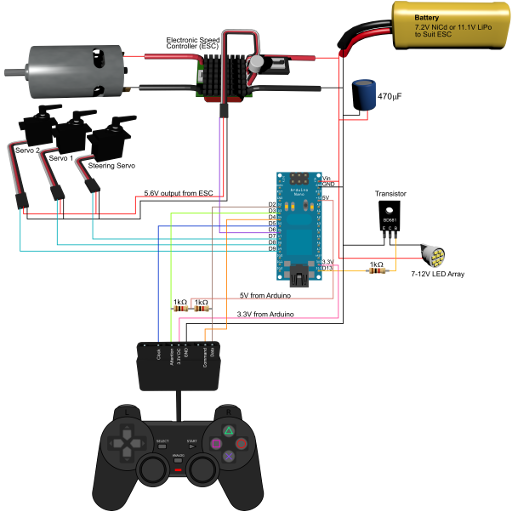 Battery
7.2V NiCd or 11.1V LiPo
to Suit ESC
Electronic Speed
Controller (ESC)
470µF
Servo 2
Servo 1
Steering Servo
5.6V output from ESC
Vin
GND
5V
D2
D3
D4
D5
D6
D7
D8
D9
3.3V
D13
Transistor
BD681
E C B
1kΩ
7-12V LED Array
1kΩ 1kΩ
5V from Arduino
3.3V from Arduino
Clock
Attention
3.3V VCC
GND
Command
Data
L
R
SELECT
START
ANALOG